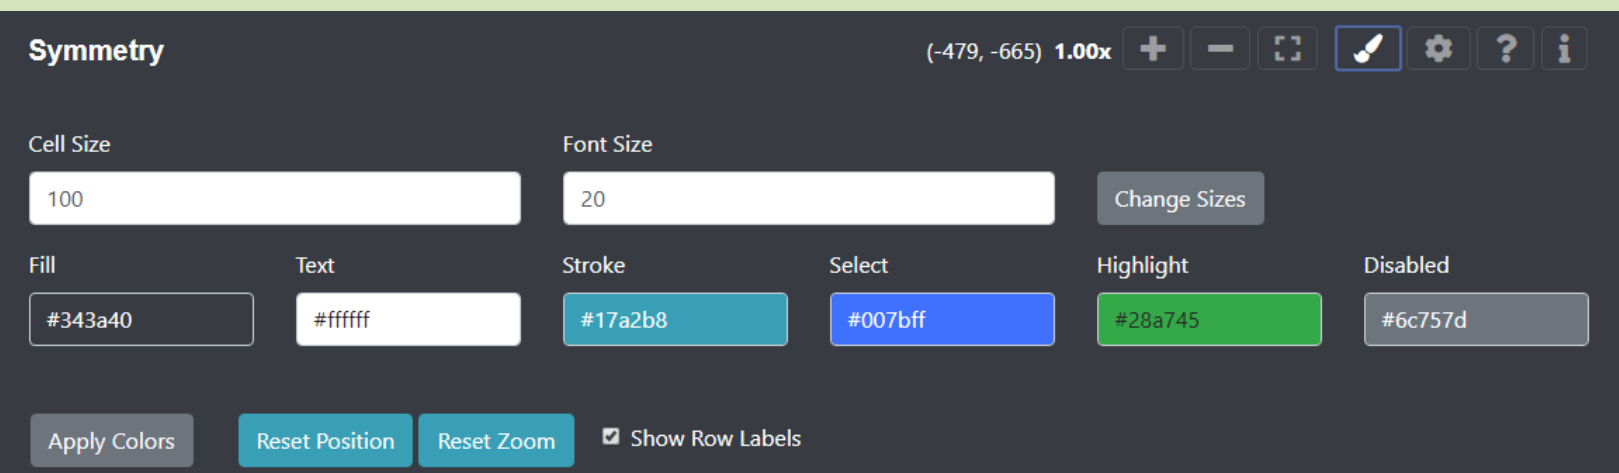 Symmetry (-479, -665) 1.00x
Cell Size Font Size
100 20 Change Sizes
Fill Text Stroke Select Highlight Disabled
#343a40 #ffffff #17a2b8 #007bff #28a745 #6c757d
Apply Colors Reset Position Reset Zoom Show Row Labels